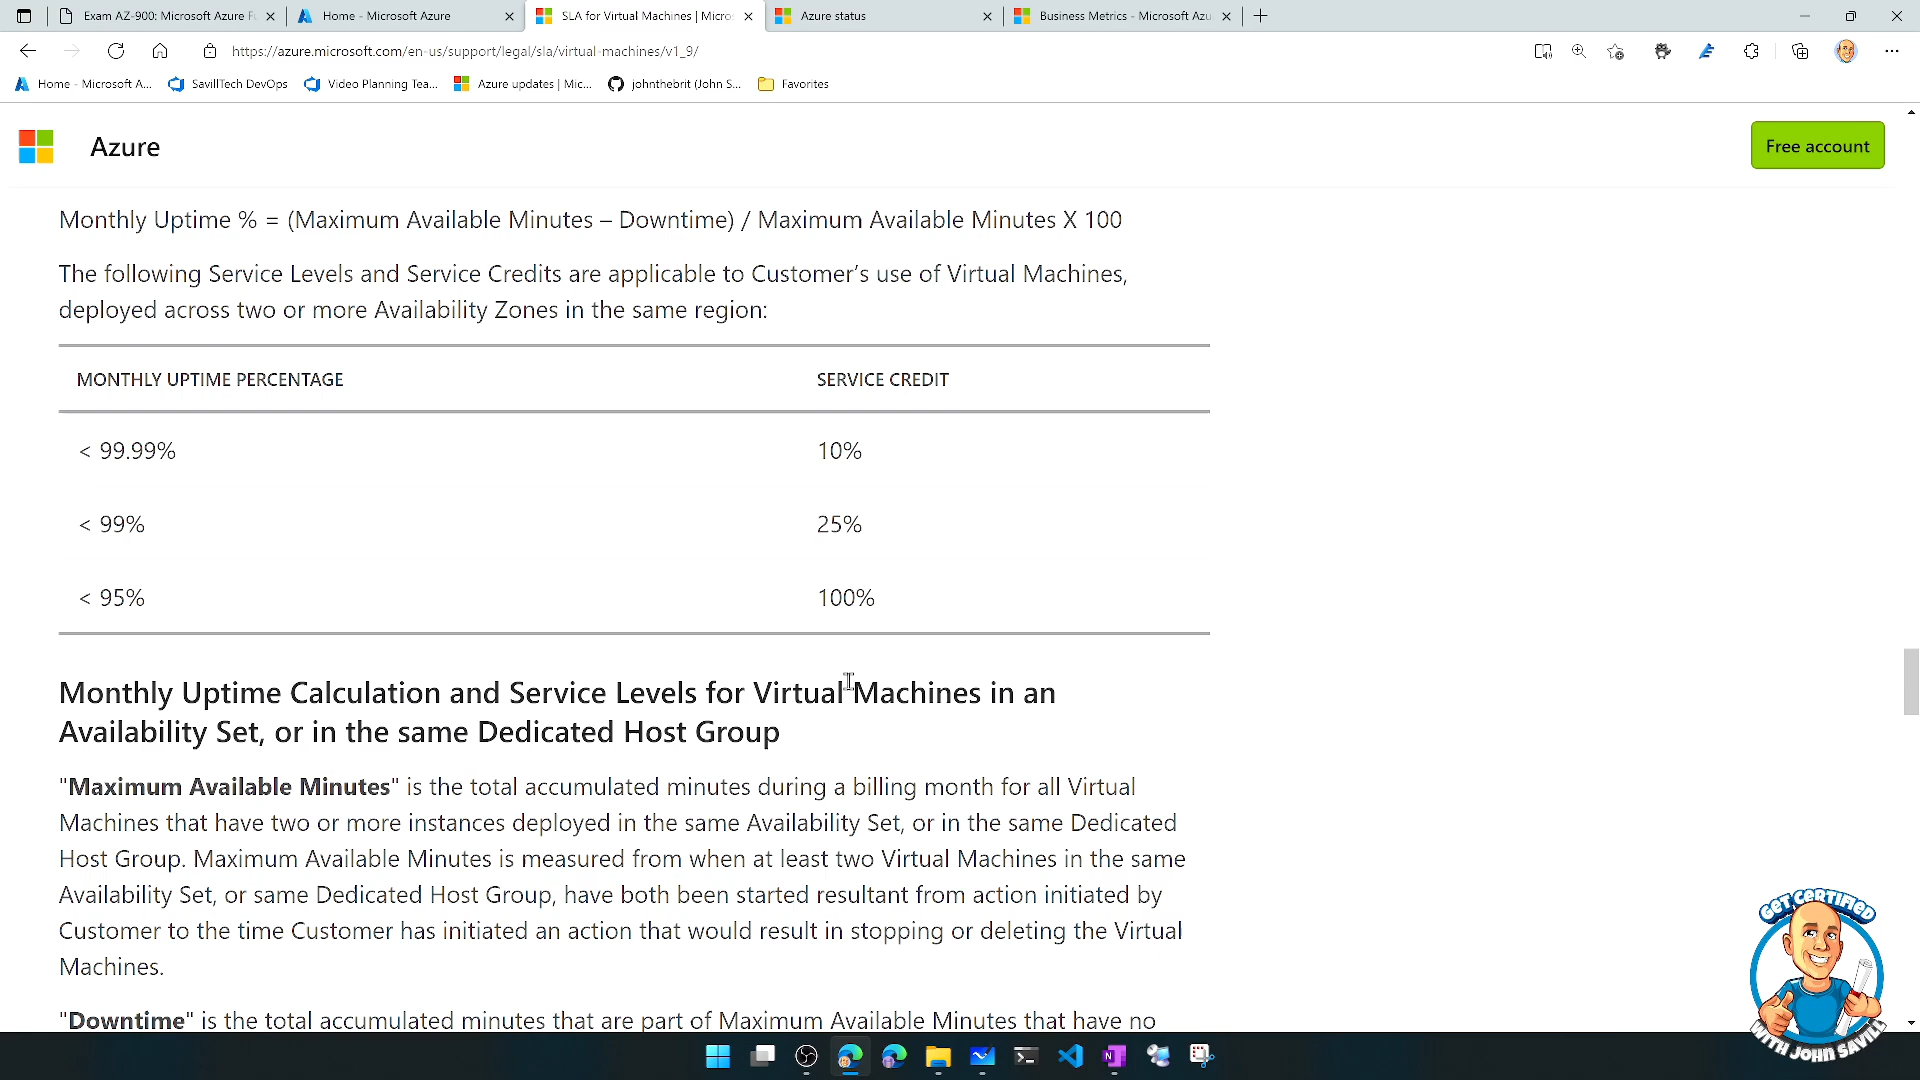 Exam AZ-900: Microsoft Azure Fu
Home - Microsoft Azure
SLA for Virtual Machines | Micros
Azure status
Business Metrics - Microsoft Azu
https://azure.microsoft.com/en-us/support/legal/sla/virtual-machines/v1_9/
Home - Microsoft A...
SavillTech DevOps
Video Planning Tea...
Azure updates | Mic...
johnthebrit (John S...
Favorites
Azure
Free account
Monthly Uptime % = (Maximum Available Minutes – Downtime) / Maximum Available Minutes X 100
The following Service Levels and Service Credits are applicable to Customer’s use of Virtual Machines,
deployed across two or more Availability Zones in the same region:
MONTHLY UPTIME PERCENTAGE SERVICE CREDIT
< 99.99% 10%
< 99% 25%
< 95% 100%
Monthly Uptime Calculation and Service Levels for Virtual Machines in an
Availability Set, or in the same Dedicated Host Group
"Maximum Available Minutes" is the total accumulated minutes during a billing month for all Virtual
Machines that have two or more instances deployed in the same Availability Set, or in the same Dedicated
Host Group. Maximum Available Minutes is measured from when at least two Virtual Machines in the same
Availability Set, or same Dedicated Host Group, have both been started resultant from action initiated by
Customer to the time Customer has initiated an action that would result in stopping or deleting the Virtual
Machines.
"Downtime" is the total accumulated minutes that are part of Maximum Available Minutes that have no
GET CERTIFIED
WITH JOHN SAVILL